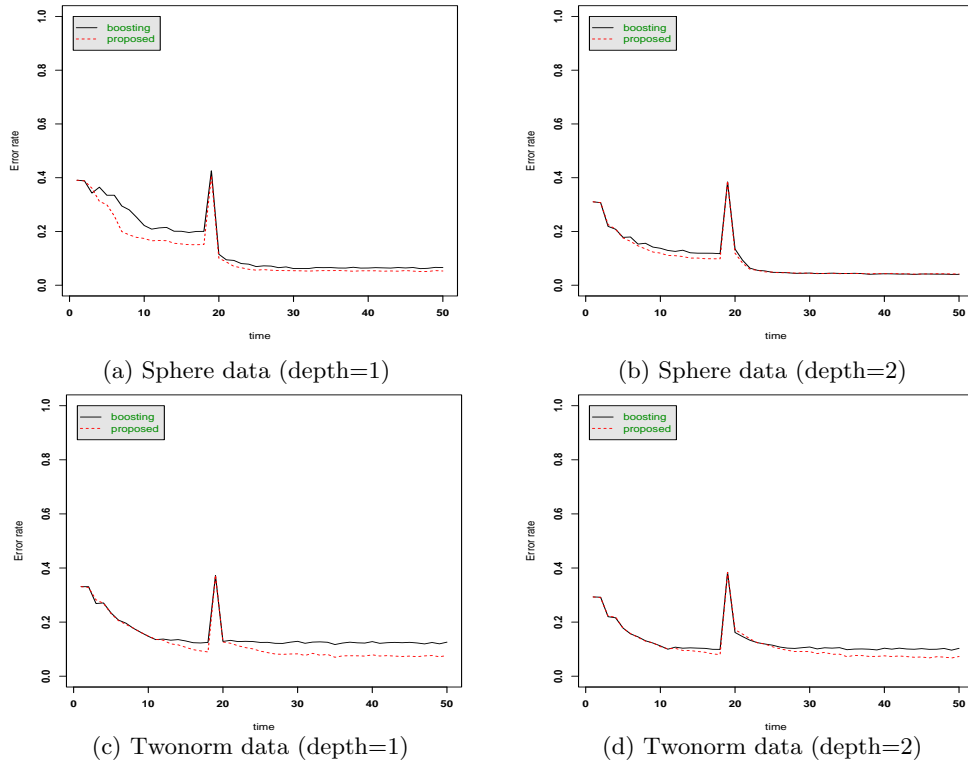 boosting
proposed
Error rate
1.0
0.8
0.6
0.4
0.2
0.0
0 10 20 30 40 50
time
(a) Sphere data (depth=1)
boosting
proposed
Error rate
1.0
0.8
0.6
0.4
0.2
0.0
0 10 20 30 40 50
time
(b) Sphere data (depth=2)
boosting
proposed
Error rate
1.0
0.8
0.6
0.4
0.2
0.0
0 10 20 30 40 50
time
(c) Twonorm data (depth=1)
boosting
proposed
Error rate
1.0
0.8
0.6
0.4
0.2
0.0
0 10 20 30 40 50
time
(d) Twonorm data (depth=2)